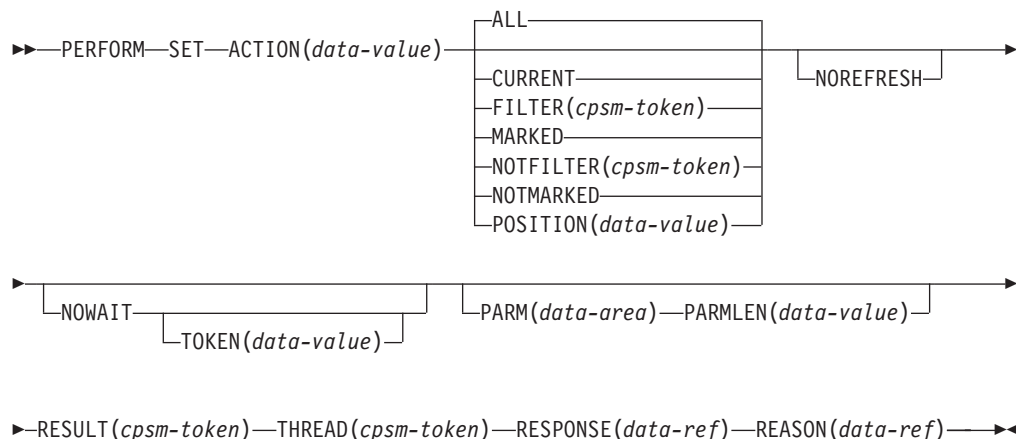 ALL
PERFORM SET ACTION(data-value)
CURRENT NOREFRESH
FILTER(cpsm-token)
MARKED
NOTFILTER(cpsm-token)
NOTMARKED
POSITION(data-value)
NOWAIT PARM(data-area) PARMLEN(data-value)
TOKEN(data-value)
RESULT(cpsm-token) THREAD(cpsm-token) RESPONSE(data-ref) REASON(data-ref)